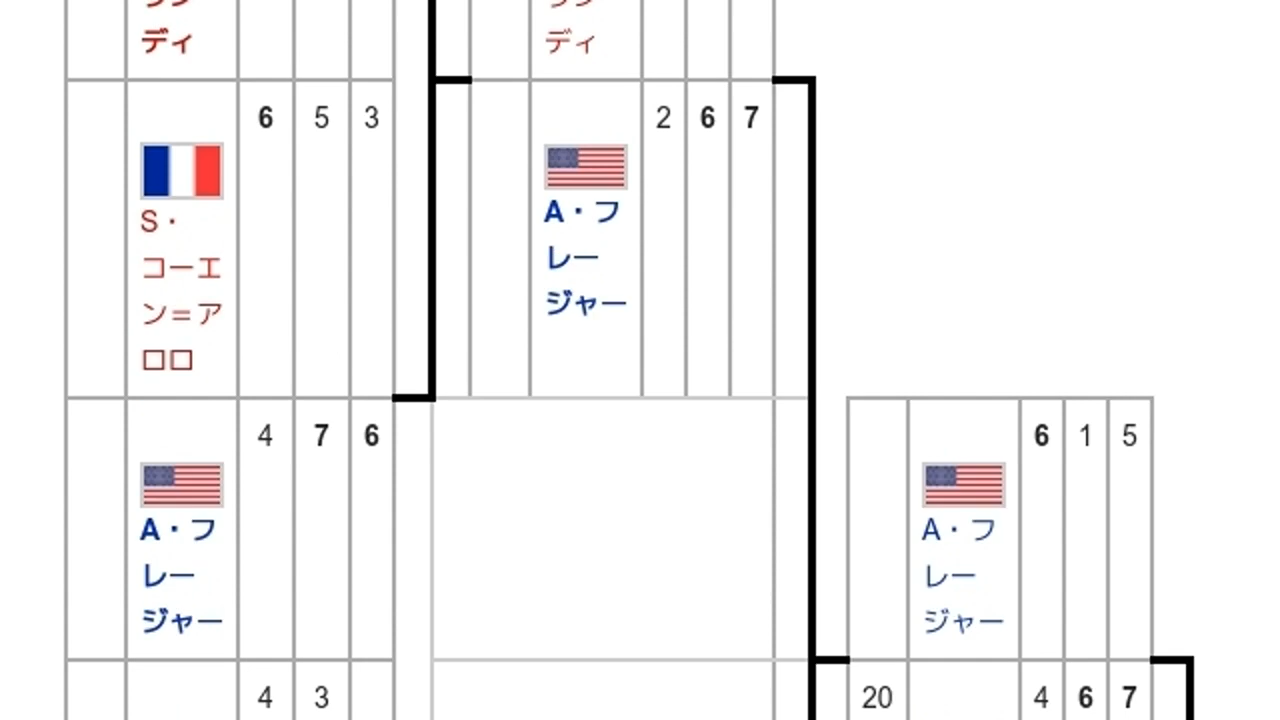 ディ
ディ
6 5 3
S・
コーエ
ン=ア
ロロ
2 6 7
A・フ
レー
ジャー
4 7 6
A・フ
レー
ジャー
6 1 5
A・フ
レー
ジャー
4 3
20 4 6 7